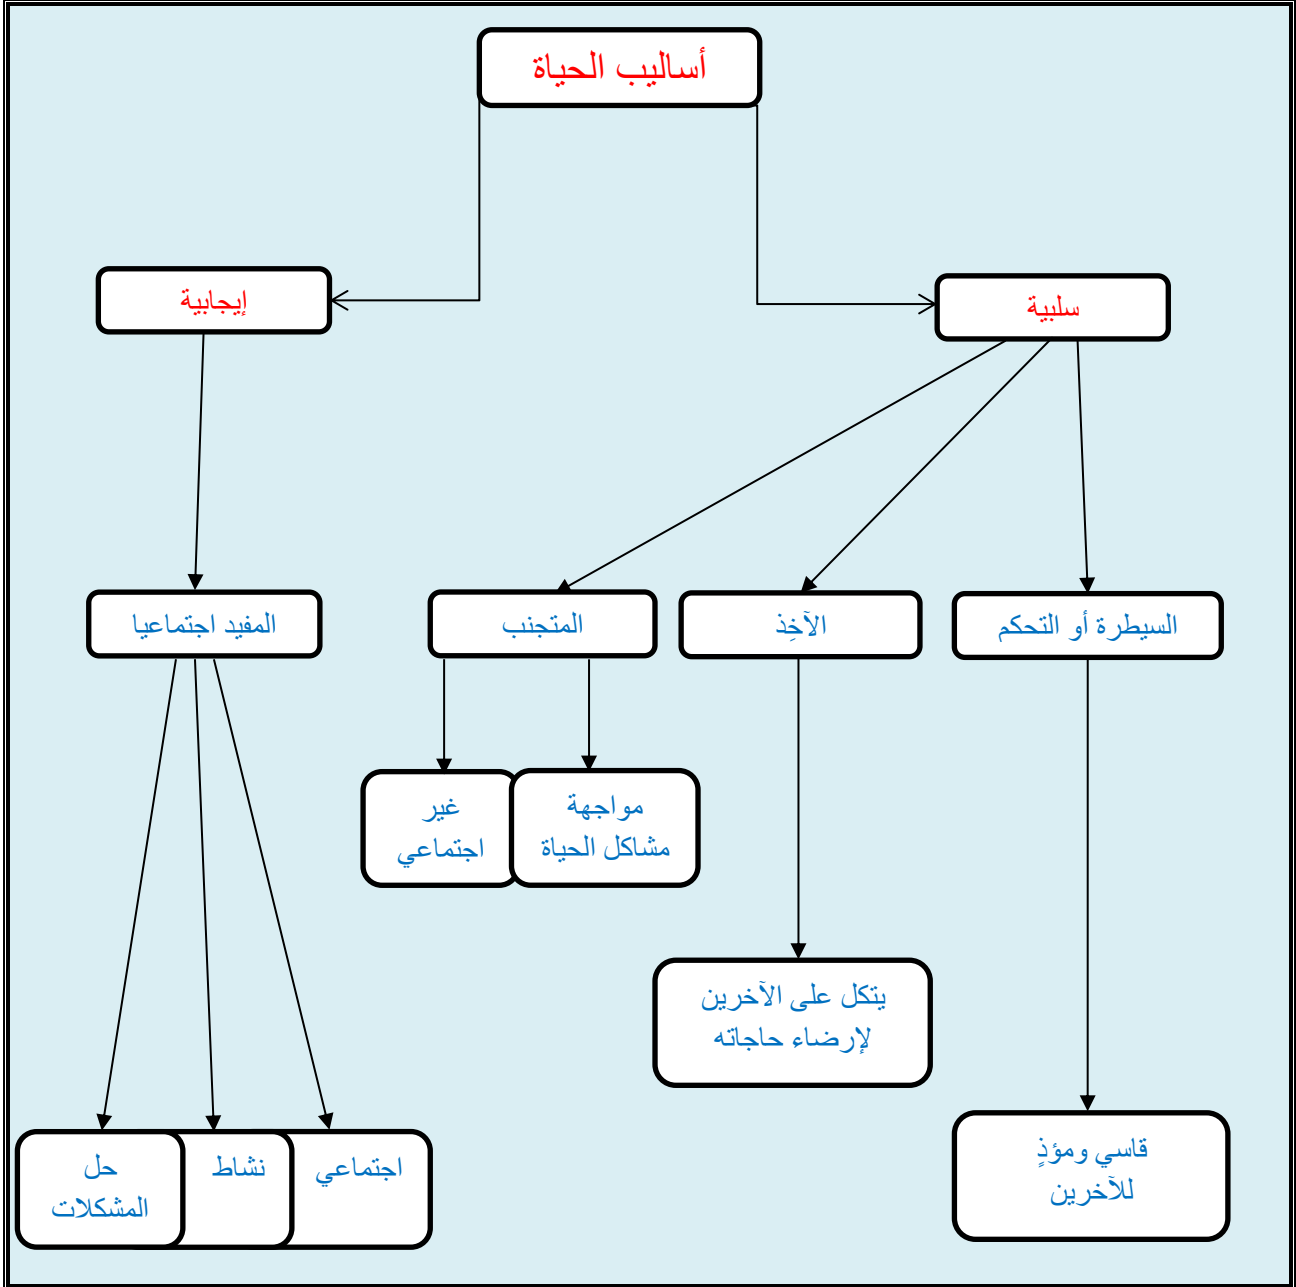 أساليب الحياة
سلبية
إيجابية
السيطرة أو التحكم
الآخِذ
المتجنب
المفيد اجتماعيا
مواجهة
مشاكل الحياة
غير
اجتماعي
يتكل على الآخرين
لإرضاء حاجاته
قاسي ومؤذٍ
للآخرين
اجتماعي
نشاط
حل
المشكلات